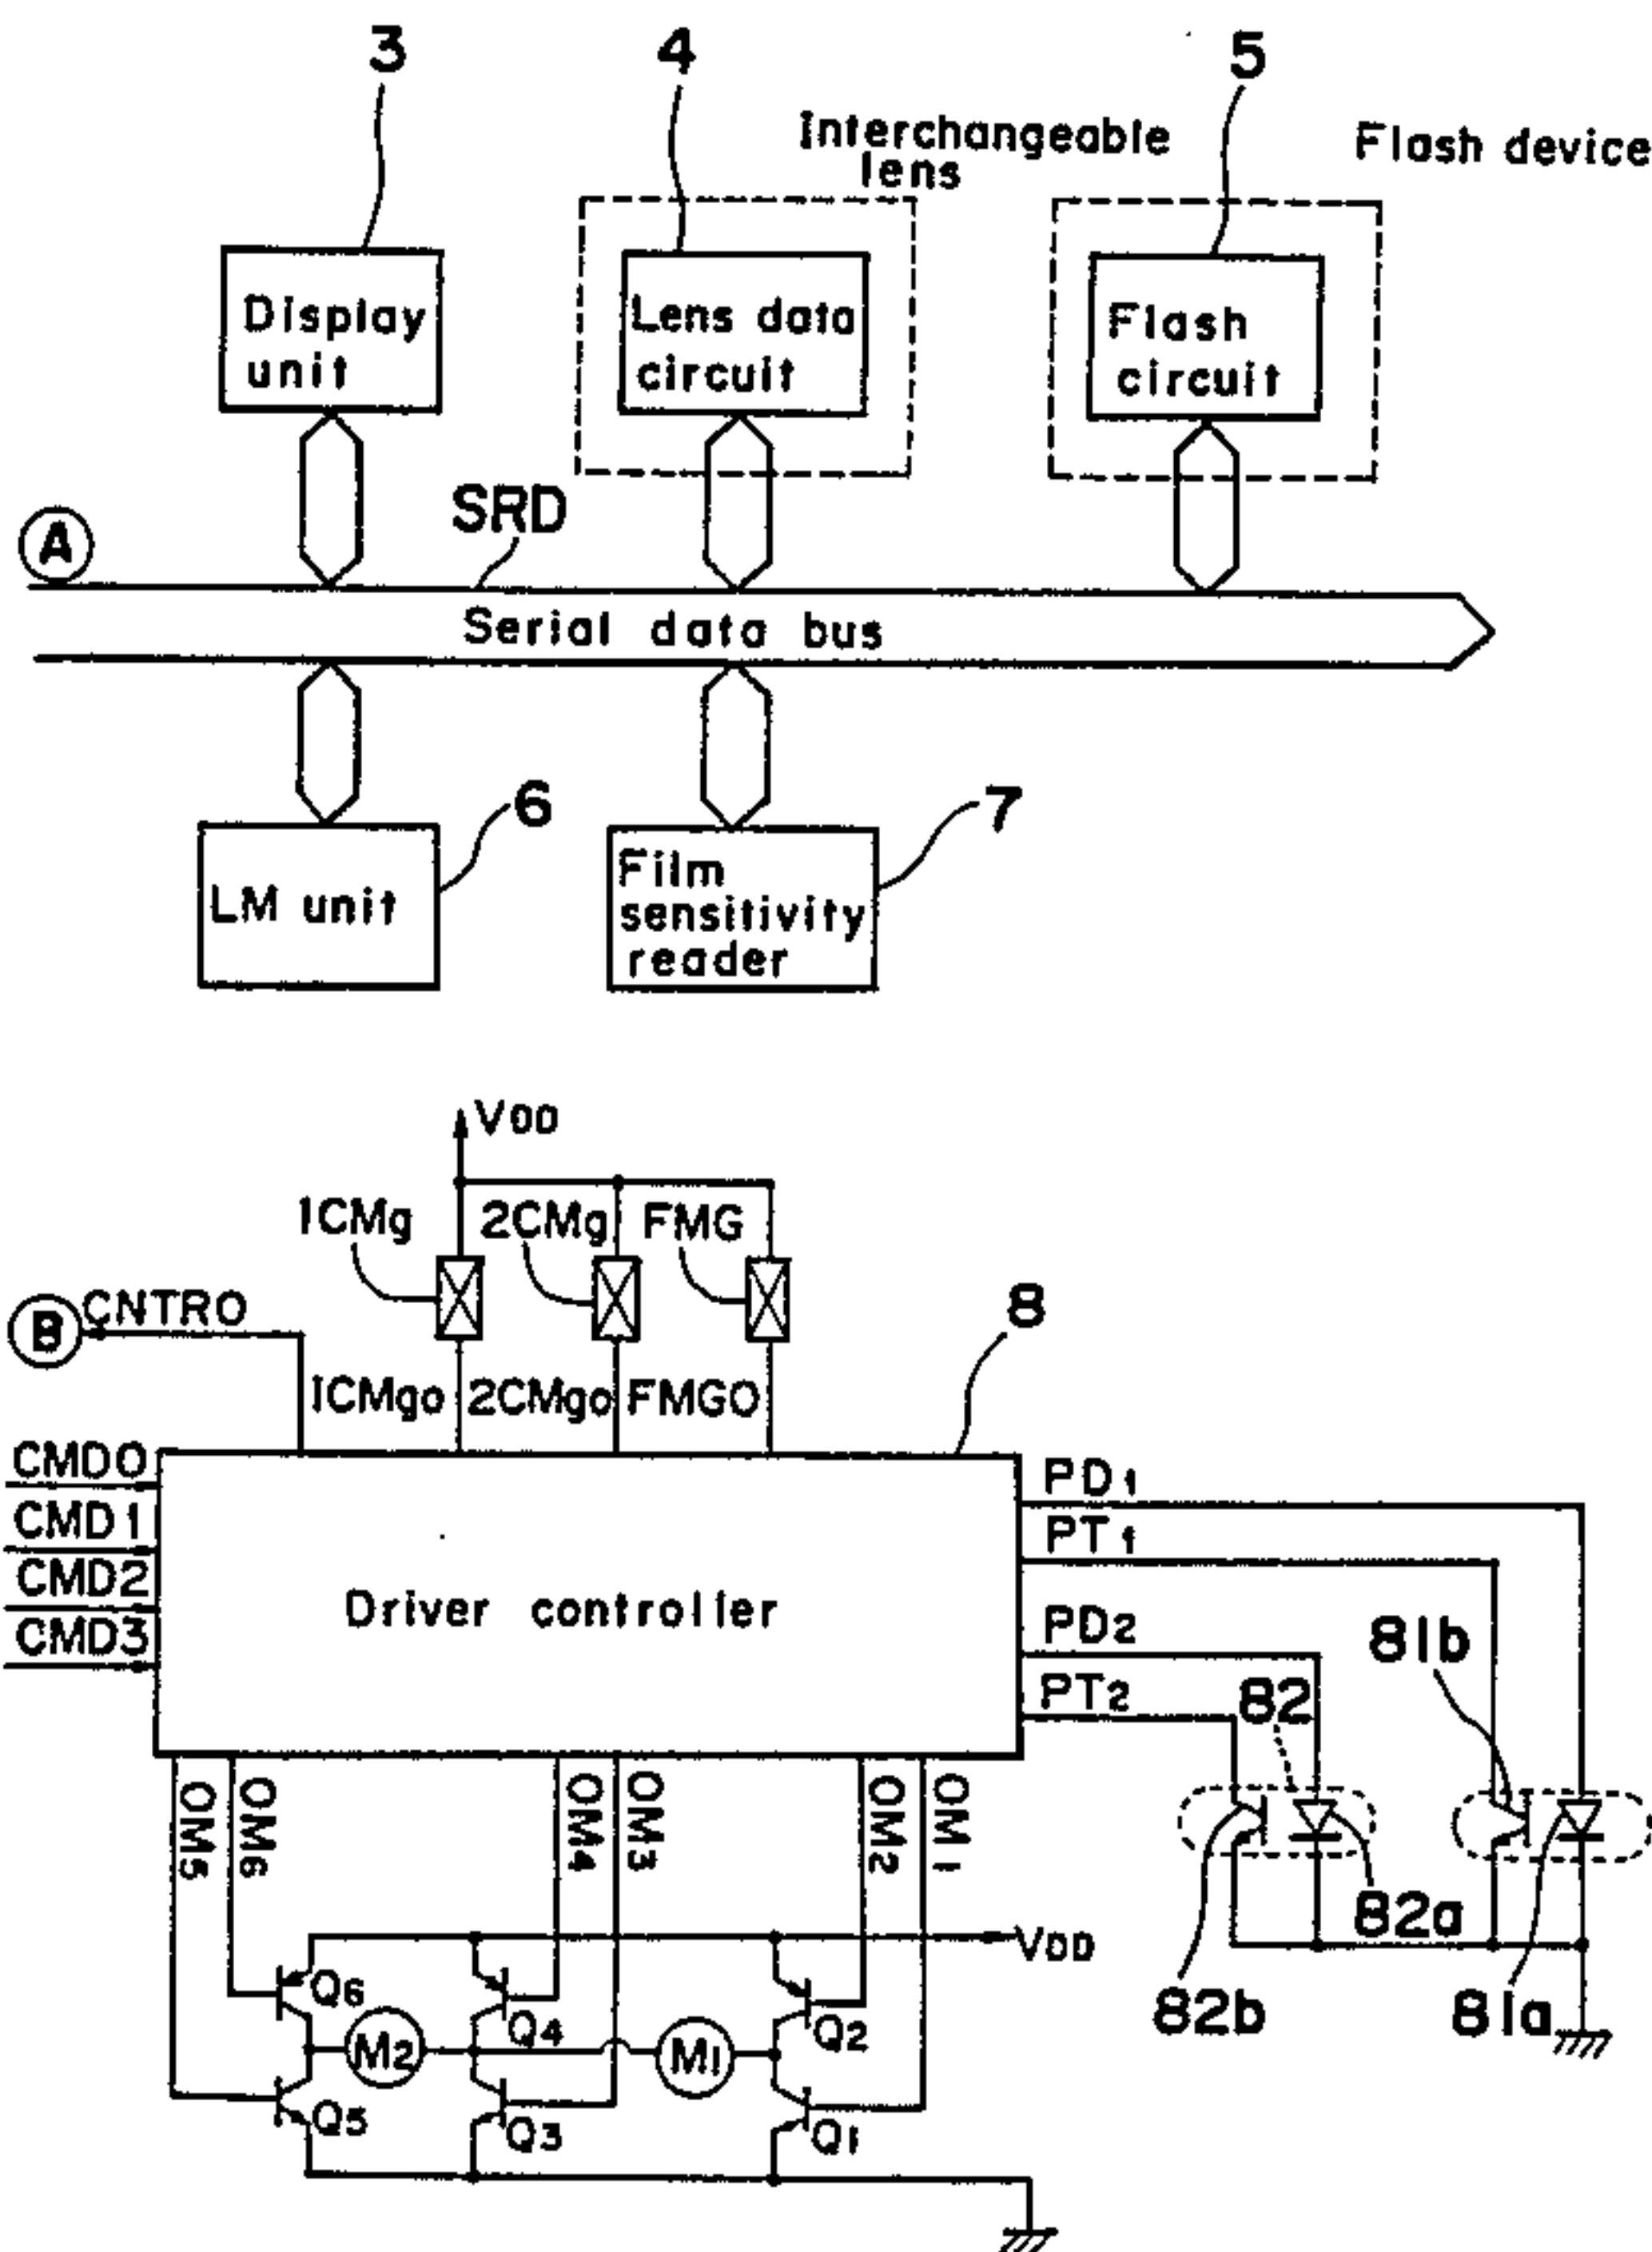 3
4
5
Interchangeable
lens
Flash device
Display
unit
Lens data
circuit
Flash
circuit
A
SRD
Serial data bus
6
7
LM unit
Film
sensitivity
reader
VDD
1CMg
2CMg
FMG
B
CNTRO
8
1CMgo
2CMgo
FMGO
CMD0
CMD1
CMD2
CMD3
Driver controller
PD1
PT1
PD2
PT2
81b
82
OM5
OM6
OM4
OM3
OM2
OM1
82a
82b
81a
VDD
Q6
Q4
Q2
M2
M1
Q5
Q3
Q1